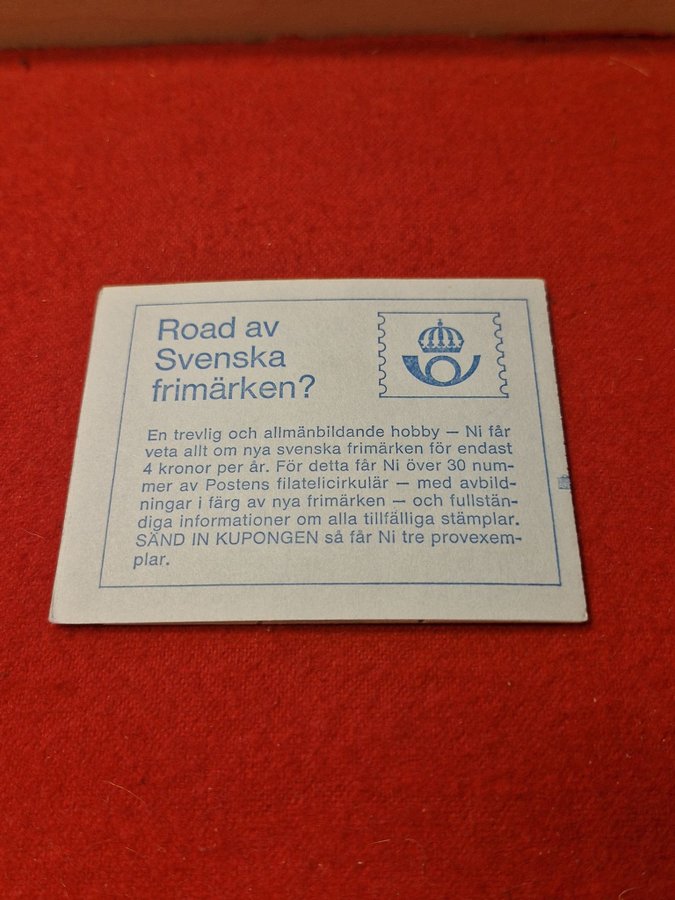 Road av
Svenska
frimärken?
En trevlig och allmänbildande hobby — Ni får
veta allt om nya svenska frimärken för endast
4 kronor per år. För detta får Ni över 30 num-
mer av Postens filatelicirkulär — med avbild-
ningar i färg av nya frimärken — och fullstän-
diga informationer om alla tillfälliga stämplar.
SÄND IN KUPONGEN så får Ni tre provexem-
plar.